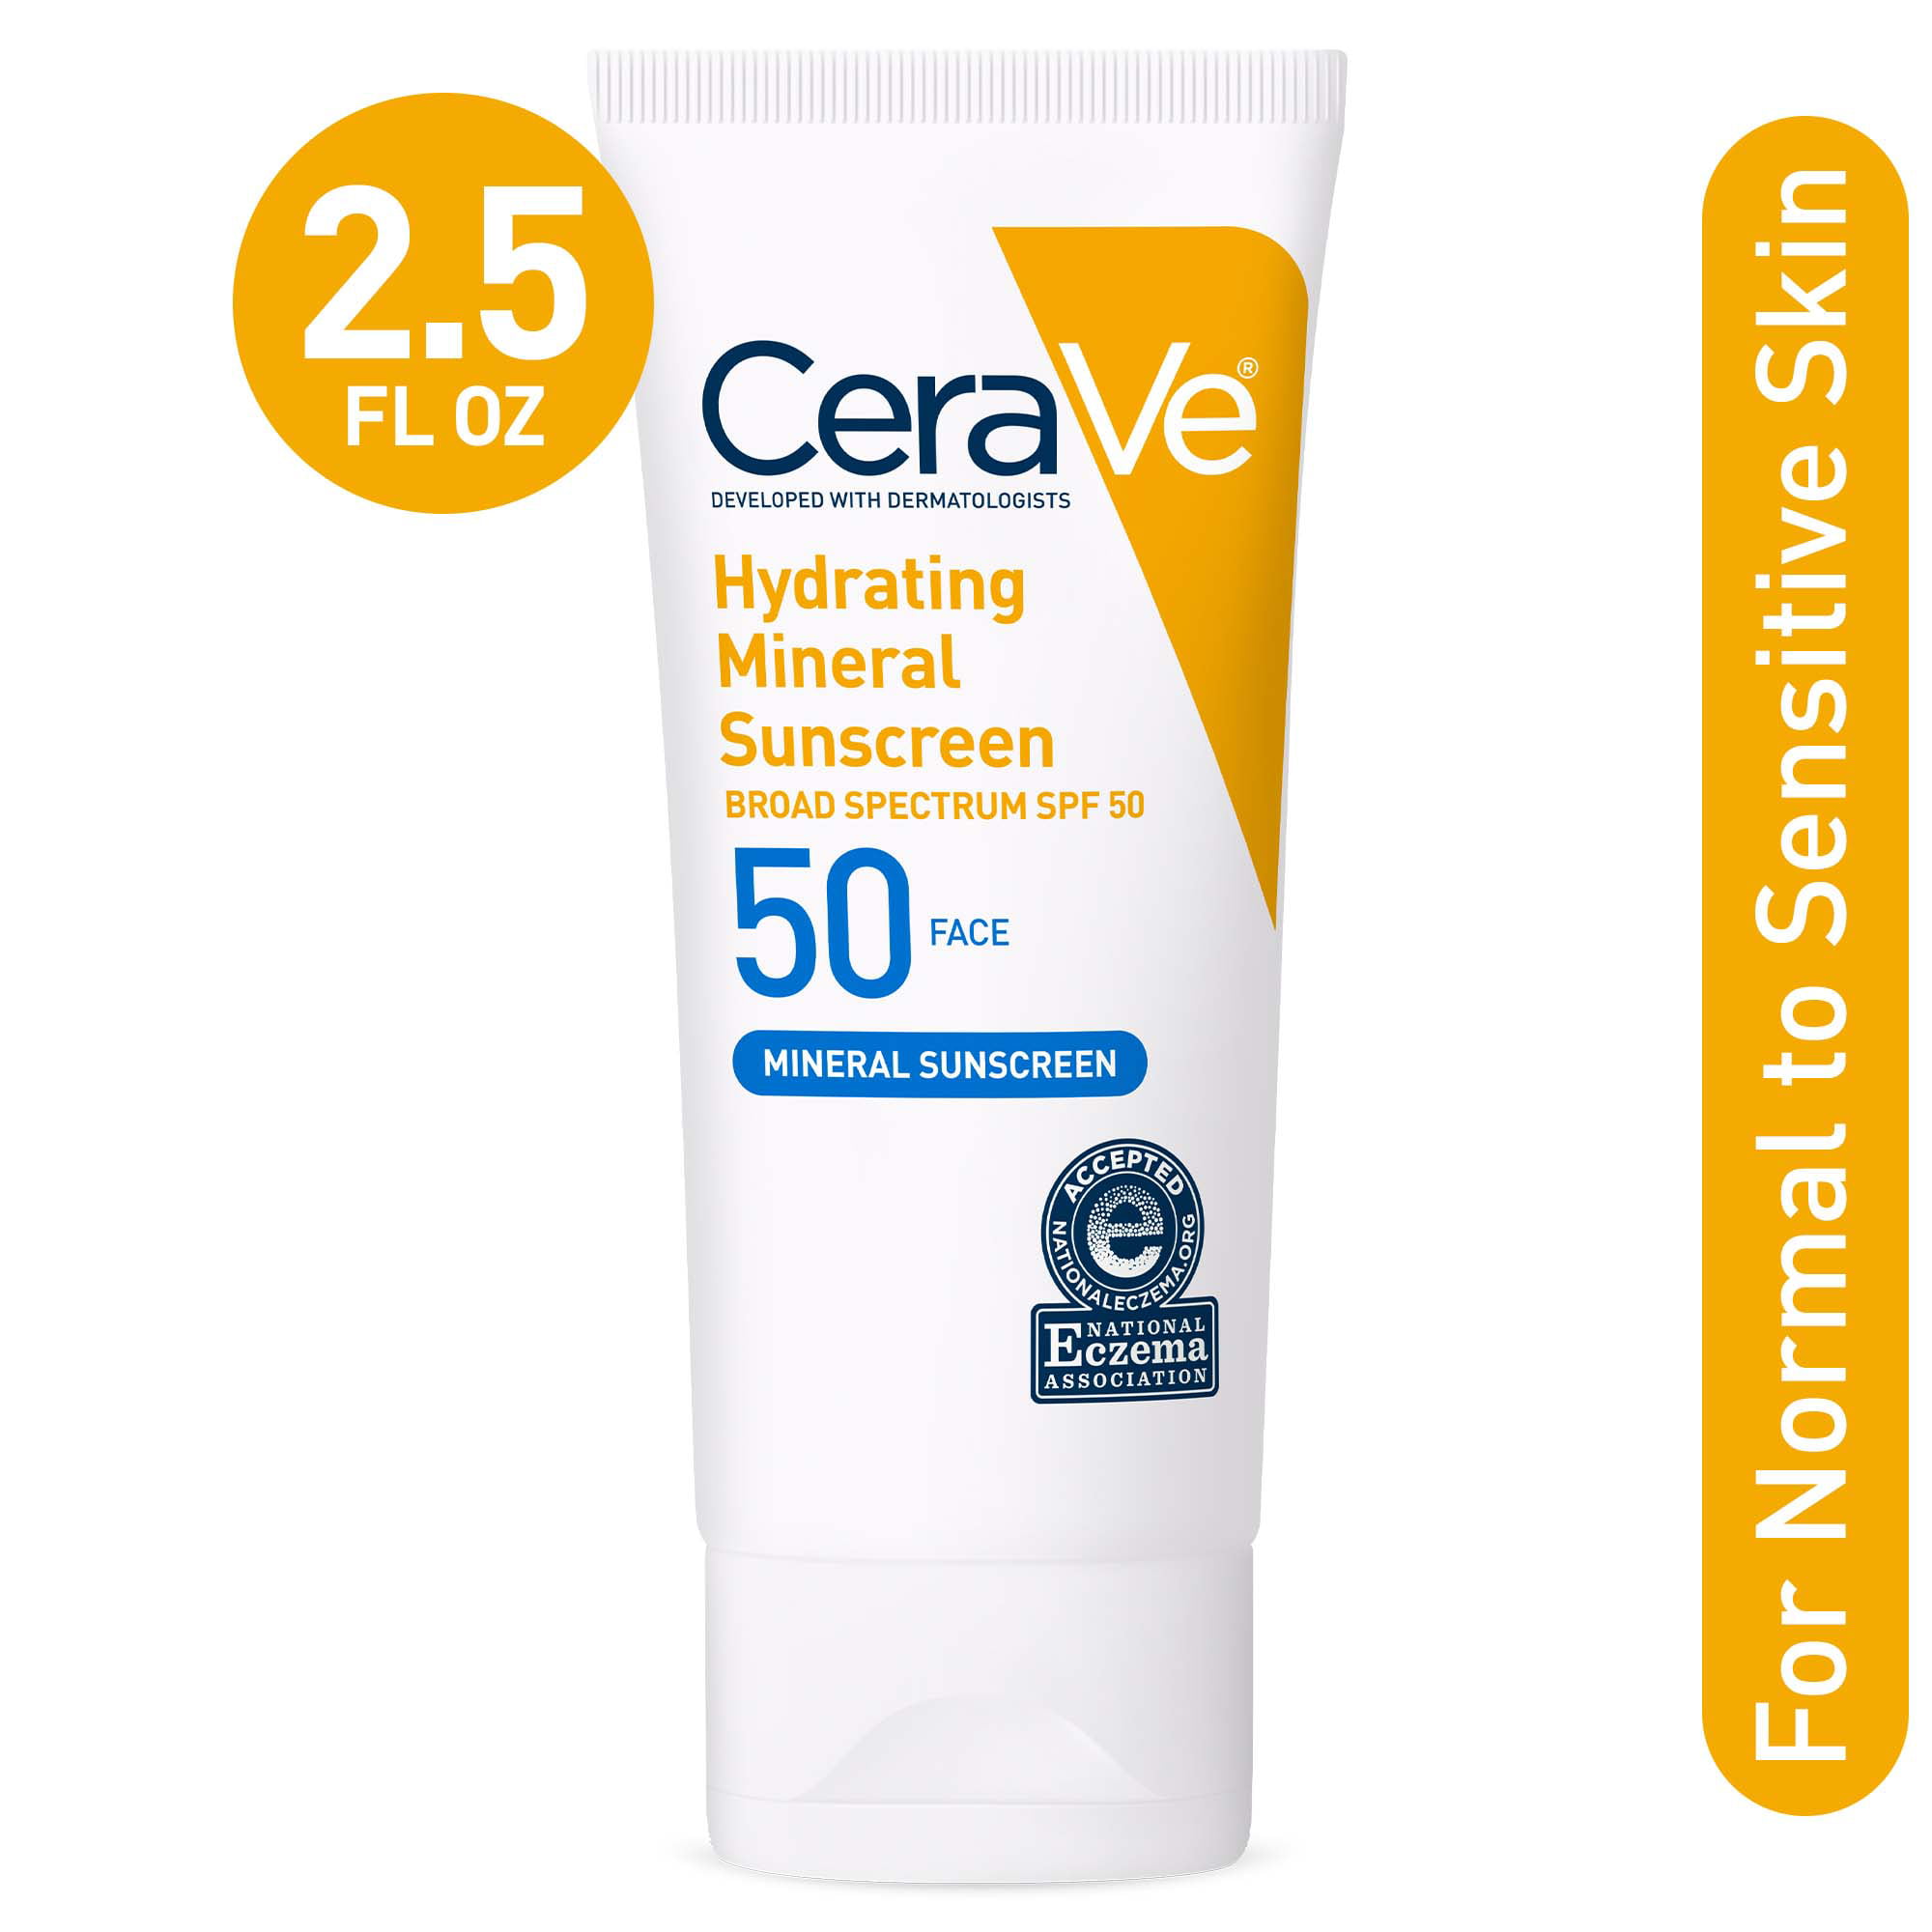 2.5
FL OZ
CeraVe®
DEVELOPED WITH DERMATOLOGISTS
Hydrating
Mineral
Sunscreen
BROAD SPECTRUM SPF 50
50 FACE
MINERAL SUNSCREEN
ACCEPTED
e
NATIONALECZEMA.ORG
NATIONAL
Eczema
ASSOCIATION
For Normal to Sensitive Skin